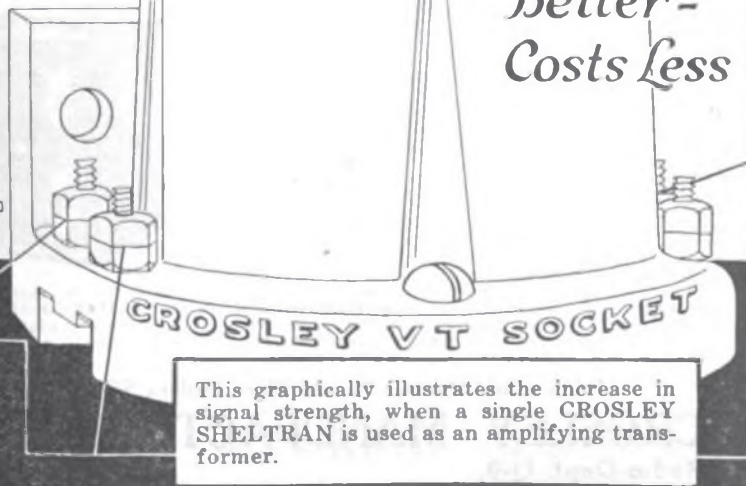 Better-
Costs Less
CROSLEY VT SOCKET
This graphically illustrates the increase in
signal strength, when a single CROSLEY
SHELTRAN is used as an amplifying trans-
former.